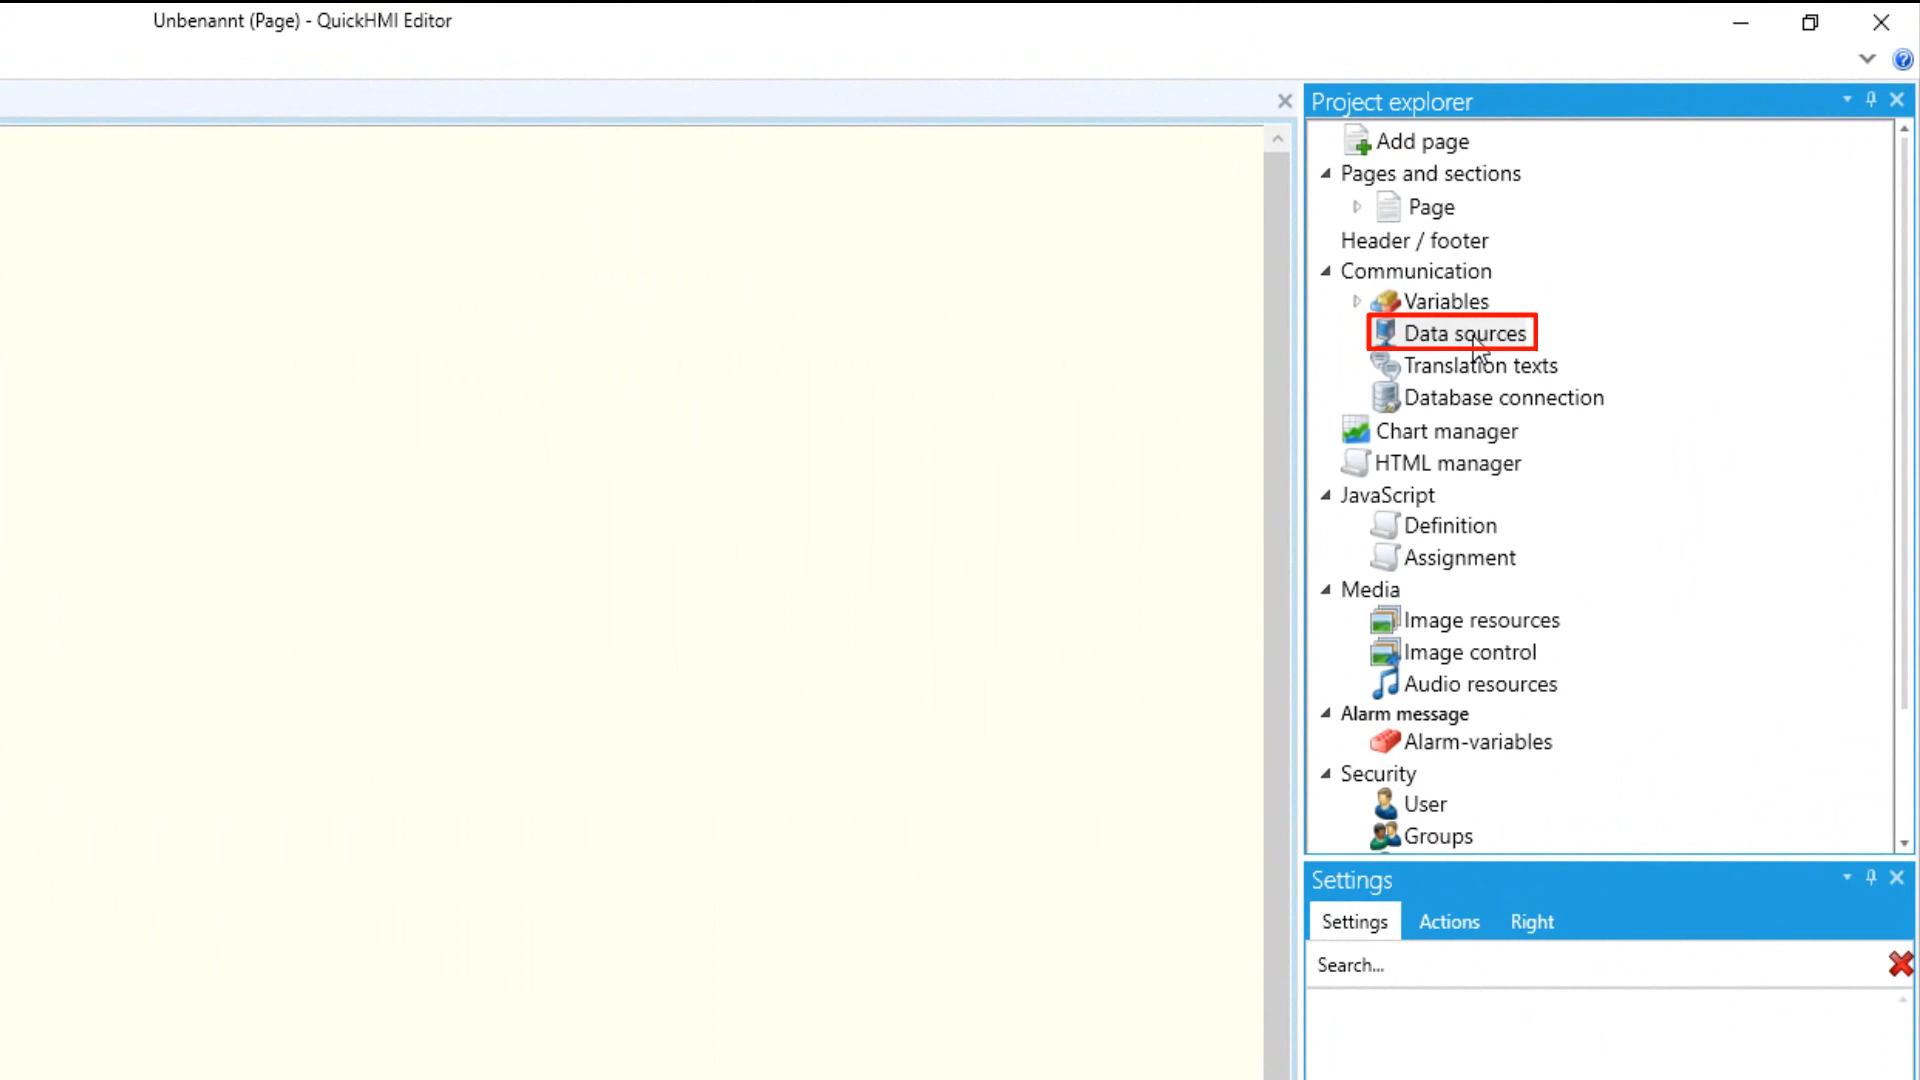 Unbenannt (Page) - QuickHMI Editor
Project explorer
Add page
Pages and sections
Page
Header / footer
Communication
Variables
Data sources
Translation texts
Database connection
Chart manager
HTML manager
JavaScript
Definition
Assignment
Media
Image resources
Image control
Audio resources
Alarm message
Alarm-variables
Security
User
Groups
Settings
Settings Actions Right
Search...